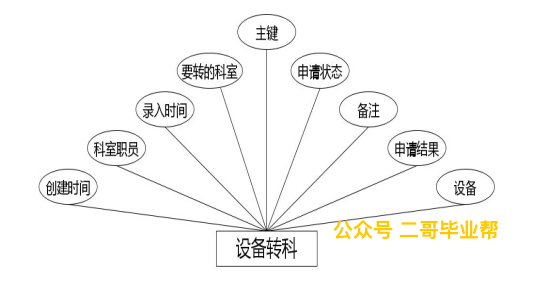 主键
要转的科室
申请状态
录入时间
备注
科室职员
申请结果
创建时间
设备
设备转科
公众号 二哥毕业帮